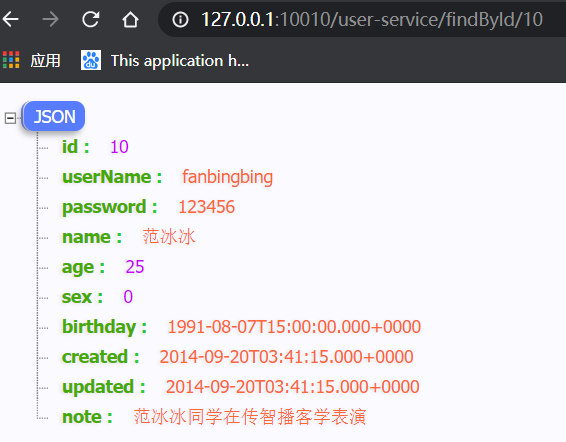 127.0.0.1:10010/user-service/findById/10
应用 This application h...
JSON
id : 10
userName : fanbingbing
password : 123456
name : 范冰冰
age : 25
sex : 0
birthday : 1991-08-07T15:00:00.000+0000
created : 2014-09-20T03:41:15.000+0000
updated : 2014-09-20T03:41:15.000+0000
note : 范冰冰同学在传智播客学表演